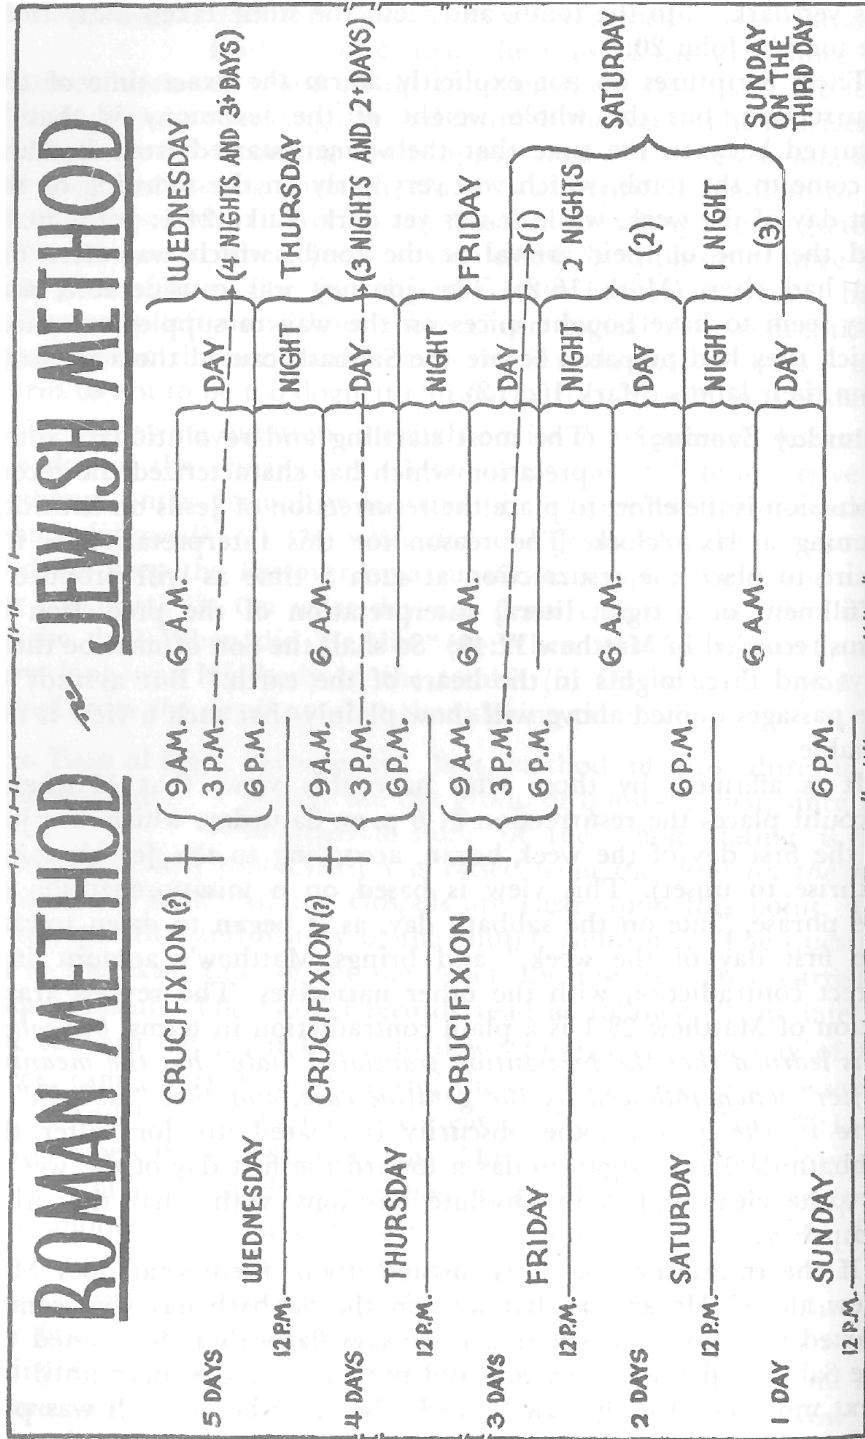 ROMAN METHOD ~ JEWISH METHOD
CRUCIFIXION(?) + (9 A.M. 6 A.M. WEDNESDAY
5 DAYS 3 P.M. DAY (4 NIGHTS AND 3+DAYS)
WEDNESDAY (6 P.M.
12 P.M. NIGHT THURSDAY
CRUCIFIXION(?) + (9 A.M. 6 A.M.
4 DAYS 3 P.M. DAY (3 NIGHTS AND 2+DAYS)
THURSDAY 6 P.M.
12 P.M. NIGHT
CRUCIFIXION + 9 A.M. 6 A.M. FRIDAY
3 DAYS 3 P.M. DAY
FRIDAY 6 P.M.
12 P.M. NIGHT 2 NIGHTS
6 A.M. SATURDAY
2 DAYS DAY (2)
SATURDAY 6 P.M.
12 P.M. NIGHT 1 NIGHT
6 A.M. SUNDAY
ON THE
1 DAY DAY (3) THIRD DAY
SUNDAY 6 P.M.
12 P.M.